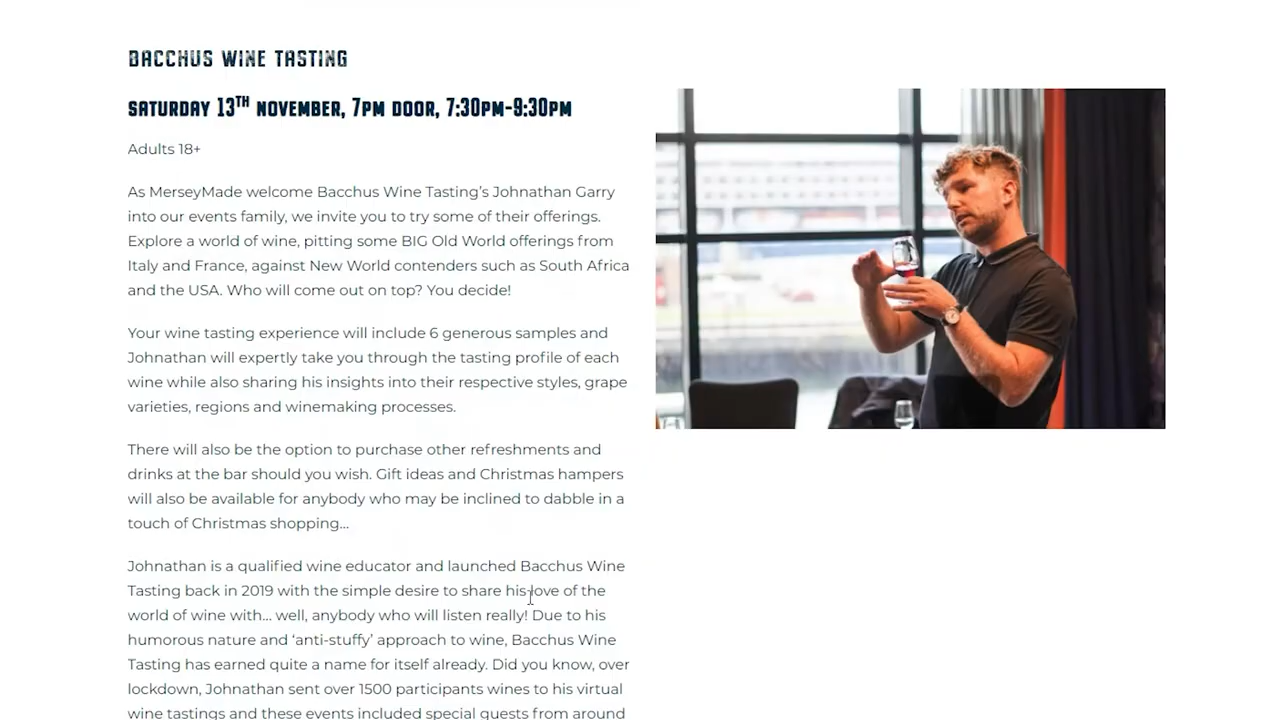 BACCHUS WINE TASTING
SATURDAY 13TH NOVEMBER, 7PM DOOR, 7:30PM-9:30PM
Adults 18+
As MerseyMade welcome Bacchus Wine Tasting’s Johnathan Garry
into our events family, we invite you to try some of their offerings.
Explore a world of wine, pitting some BIG Old World offerings from
Italy and France, against New World contenders such as South Africa
and the USA. Who will come out on top? You decide!
Your wine tasting experience will include 6 generous samples and
Johnathan will expertly take you through the tasting profile of each
wine while also sharing his insights into their respective styles, grape
varieties, regions and winemaking processes.
There will also be the option to purchase other refreshments and
drinks at the bar should you wish. Gift ideas and Christmas hampers
will also be available for anybody who may be inclined to dabble in a
touch of Christmas shopping…
Johnathan is a qualified wine educator and launched Bacchus Wine
Tasting back in 2019 with the simple desire to share his love of the
world of wine with… well, anybody who will listen really! Due to his
humorous nature and ‘anti-stuffy’ approach to wine, Bacchus Wine
Tasting has earned quite a name for itself already. Did you know, over
lockdown, Johnathan sent over 1500 participants wines to his virtual
wine tastings and these events included special guests from around